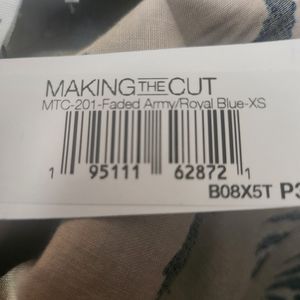 MAKING THE CUT
MTC-201-Faded Army/Royal Blue-XS
1 95111 62872 1
B08X5T P3